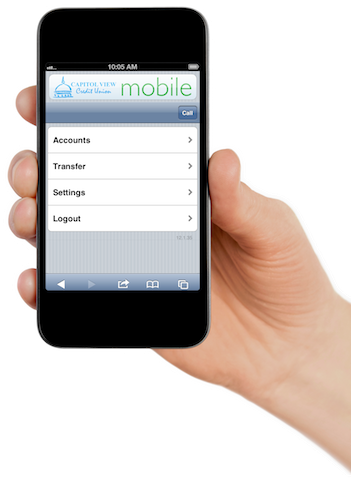 10:05 AM
CAPITOL VIEW
Credit Union
mobile
Call
Accounts
Transfer
Settings
Logout